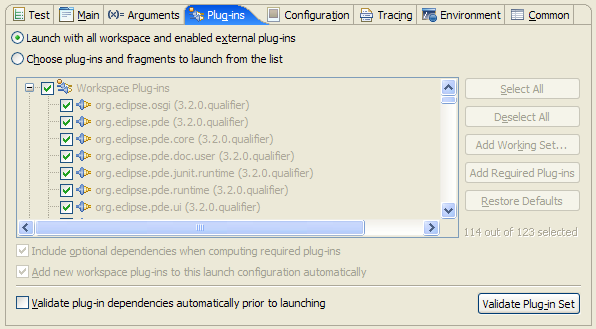 Test Main (x)= Arguments Plug-ins Configuration Tracing Environment Common
Launch with all workspace and enabled external plug-ins
Choose plug-ins and fragments to launch from the list
Workspace Plug-ins
org.eclipse.osgi (3.2.0.qualifier)
org.eclipse.pde (3.2.0.qualifier)
org.eclipse.pde.core (3.2.0.qualifier)
org.eclipse.pde.doc.user (3.2.0.qualifier)
org.eclipse.pde.junit.runtime (3.2.0.qualifier)
org.eclipse.pde.runtime (3.2.0.qualifier)
org.eclipse.pde.ui (3.2.0.qualifier)
Select All
Deselect All
Add Working Set...
Add Required Plug-ins
Restore Defaults
114 out of 123 selected
Include optional dependencies when computing required plug-ins
Add new workspace plug-ins to this launch configuration automatically
Validate plug-in dependencies automatically prior to launching
Validate Plug-in Set